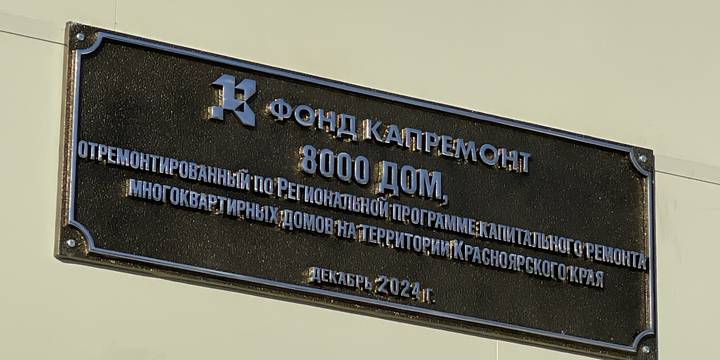 ФОНД КАПРЕМОНТ
8000 ДОМ,
ОТРЕМОНТИРОВАННЫЙ ПО РЕГИОНАЛЬНОЙ ПРОГРАММЕ КАПИТАЛЬНОГО РЕМОНТА
МНОГОКВАРТИРНЫХ ДОМОВ НА ТЕРРИТОРИИ КРАСНОЯРСКОГО КРАЯ
ДЕКАБРЬ 2024 Г.